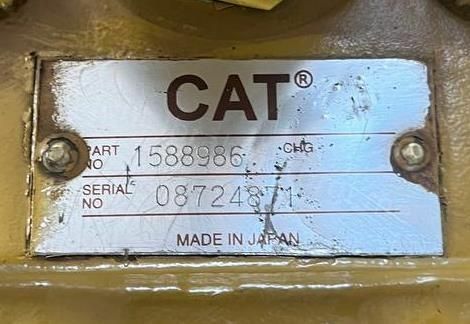 CAT®
PART NO 1588986 CHG
SERIAL NO 08724871
MADE IN JAPAN